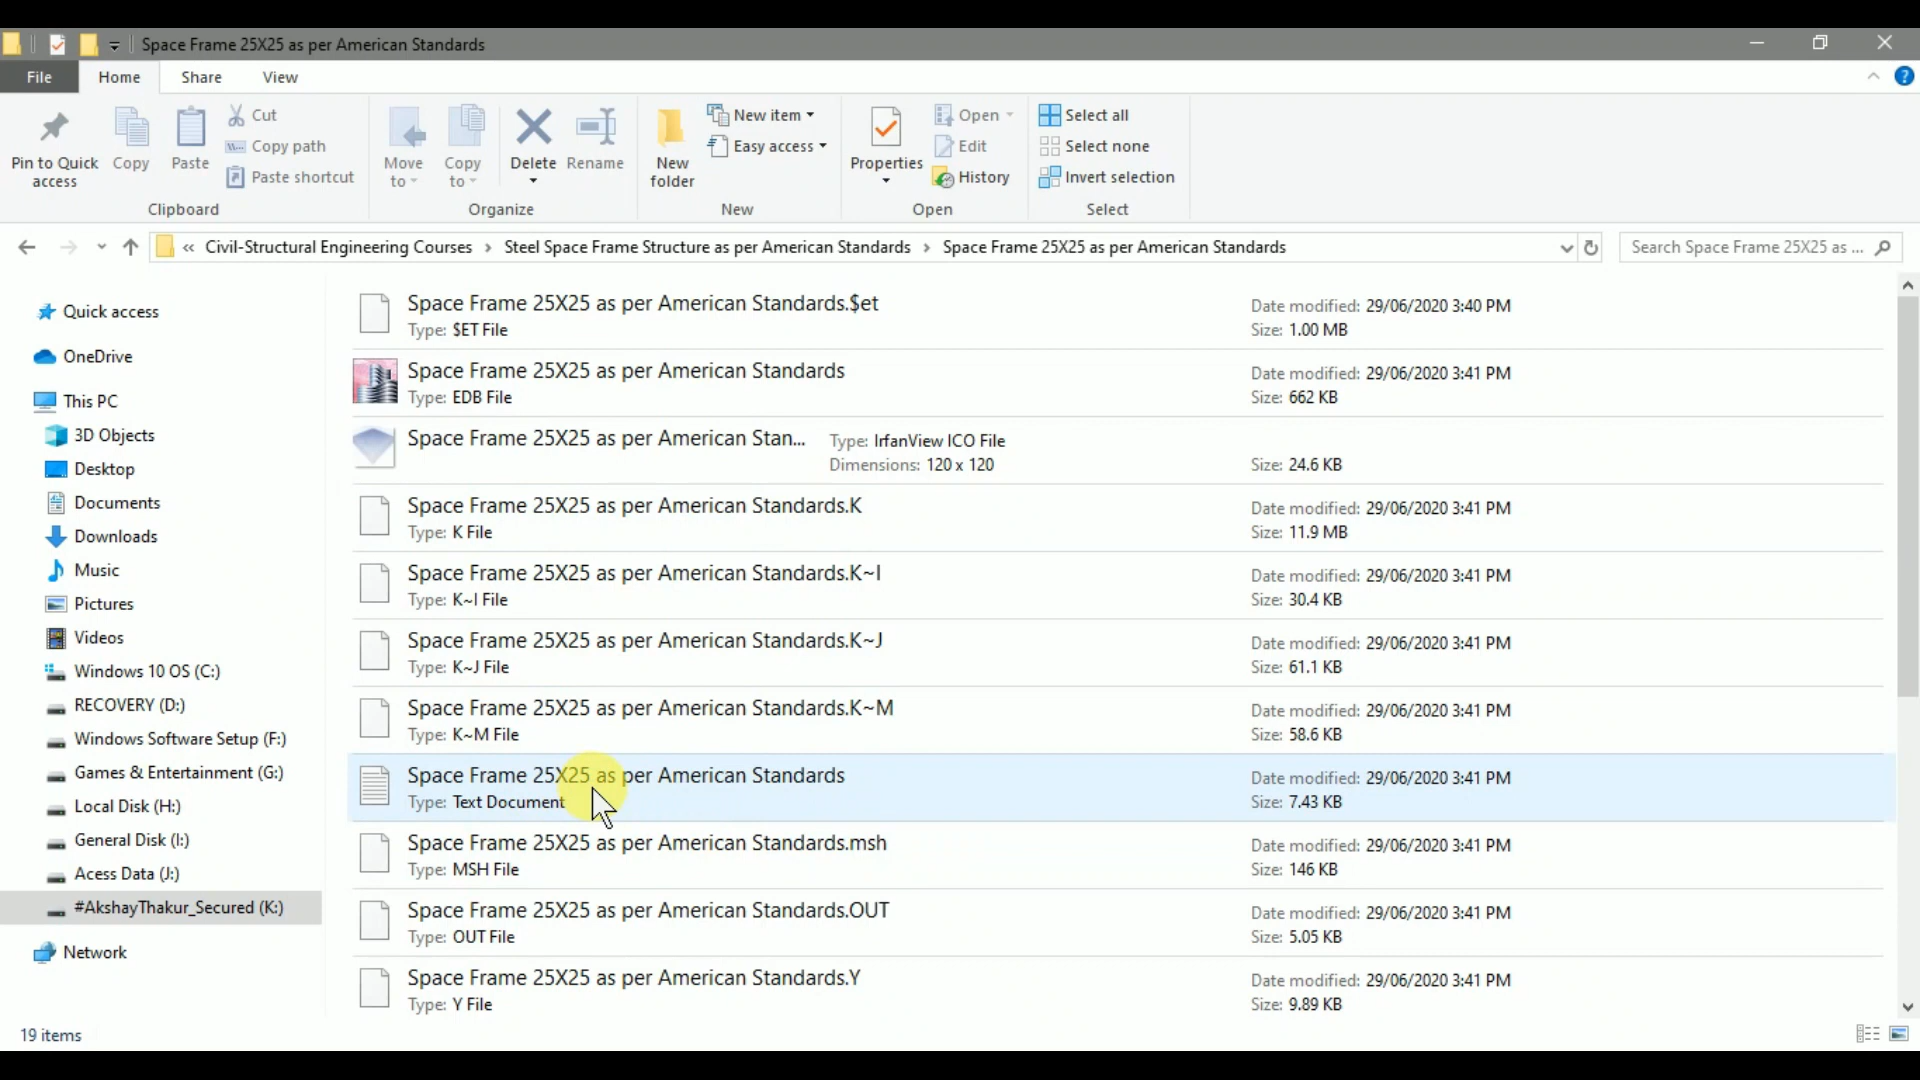 Space Frame 25X25 as per American Standards
File
Home
Share
View
Pin to Quick access
Copy
Paste
Cut
Copy path
Paste shortcut
Clipboard
Move to
Copy to
Delete
Rename
Organize
New folder
New item
Easy access
New
Properties
Open
Edit
History
Open
Select all
Select none
Invert selection
Select
« Civil-Structural Engineering Courses › Steel Space Frame Structure as per American Standards › Space Frame 25X25 as per American Standards
Search Space Frame 25X25 as ...
Quick access
OneDrive
This PC
3D Objects
Desktop
Documents
Downloads
Music
Pictures
Videos
Windows 10 OS (C:)
RECOVERY (D:)
Windows Software Setup (F:)
Games & Entertainment (G:)
Local Disk (H:)
General Disk (I:)
Acess Data (J:)
#AkshayThakur_Secured (K:)
Network
Space Frame 25X25 as per American Standards.$et
Type: $ET File
Date modified: 29/06/2020 3:40 PM
Size: 1.00 MB
Space Frame 25X25 as per American Standards
Type: EDB File
Date modified: 29/06/2020 3:41 PM
Size: 662 KB
Space Frame 25X25 as per American Stan...
Type: IrfanView ICO File
Dimensions: 120 x 120
Size: 24.6 KB
Space Frame 25X25 as per American Standards.K
Type: K File
Date modified: 29/06/2020 3:41 PM
Size: 11.9 MB
Space Frame 25X25 as per American Standards.K~I
Type: K~I File
Date modified: 29/06/2020 3:41 PM
Size: 30.4 KB
Space Frame 25X25 as per American Standards.K~J
Type: K~J File
Date modified: 29/06/2020 3:41 PM
Size: 61.1 KB
Space Frame 25X25 as per American Standards.K~M
Type: K~M File
Date modified: 29/06/2020 3:41 PM
Size: 58.6 KB
Space Frame 25X25 as per American Standards
Type: Text Document
Date modified: 29/06/2020 3:41 PM
Size: 7.43 KB
Space Frame 25X25 as per American Standards.msh
Type: MSH File
Date modified: 29/06/2020 3:41 PM
Size: 146 KB
Space Frame 25X25 as per American Standards.OUT
Type: OUT File
Date modified: 29/06/2020 3:41 PM
Size: 5.05 KB
Space Frame 25X25 as per American Standards.Y
Type: Y File
Date modified: 29/06/2020 3:41 PM
Size: 9.89 KB
19 items